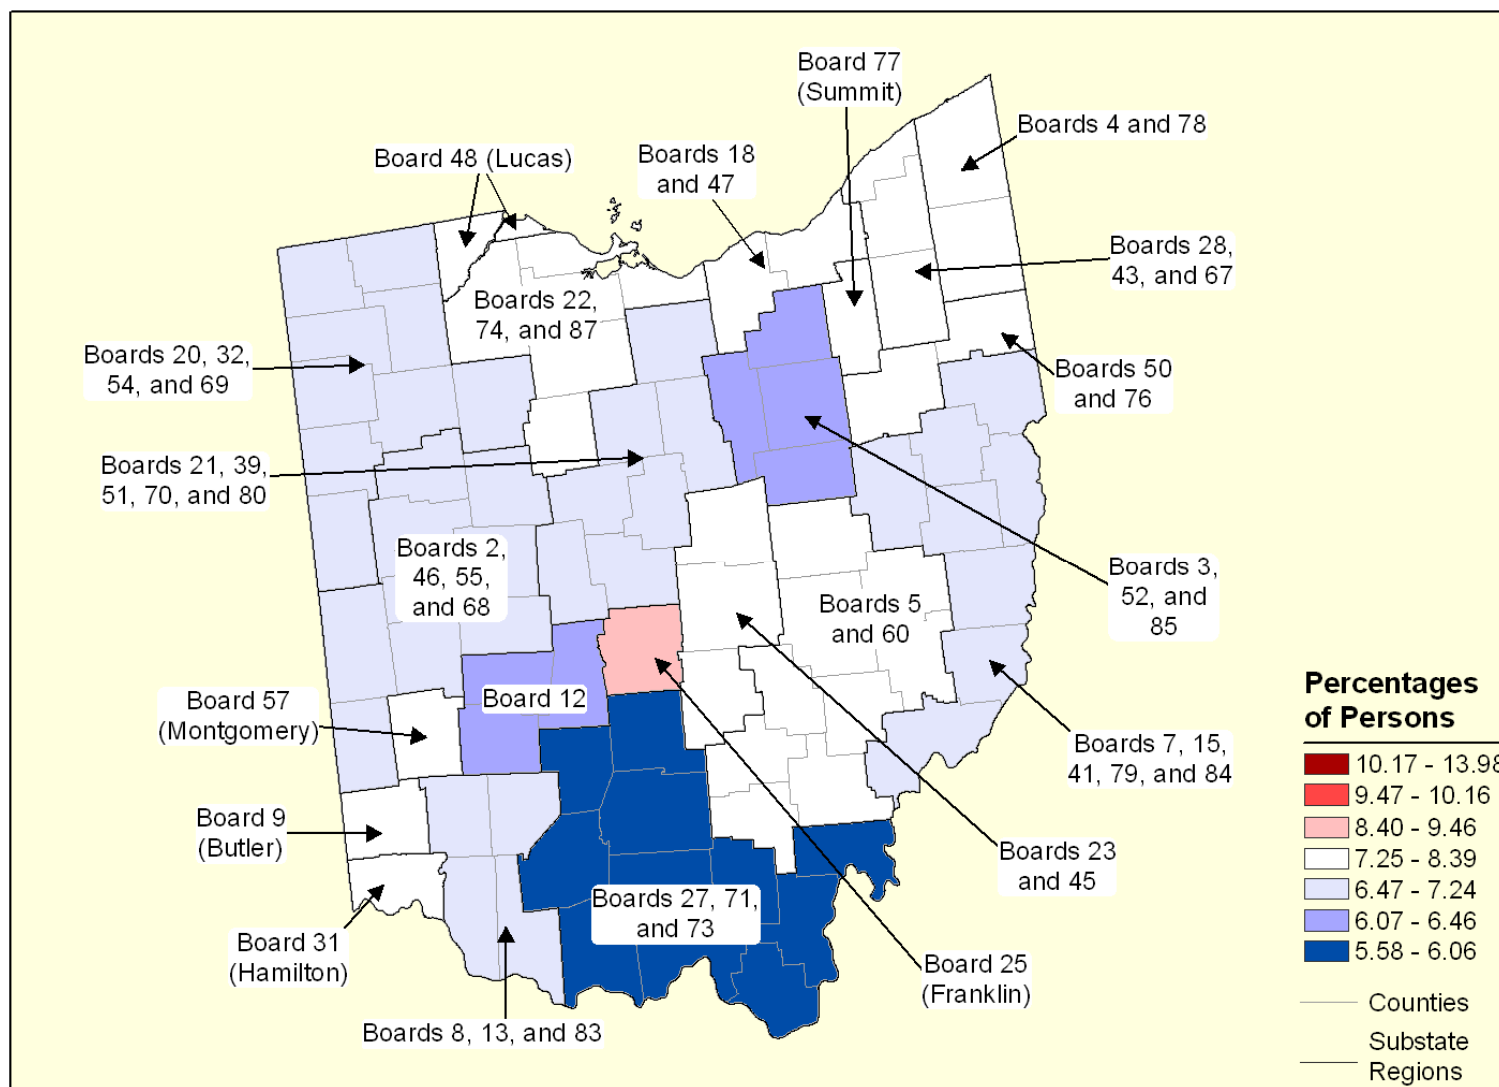 Board 77
(Summit)
Boards 4 and 78
Board 48 (Lucas)
Boards 18
and 47
Boards 28,
43, and 67
Boards 22,
74, and 87
Boards 20, 32,
54, and 69
Boards 50
and 76
Boards 21, 39,
51, 70, and 80
Boards 2,
46, 55,
and 68
Boards 3,
52, and
85
Boards 5
and 60
Board 12
Board 57
(Montgomery)
Boards 7, 15,
41, 79, and 84
Board 9
(Butler)
Boards 23
and 45
Boards 27, 71,
and 73
Board 31
(Hamilton)
Board 25
(Franklin)
Boards 8, 13, and 83
Percentages
of Persons
10.17 - 13.98
9.47 - 10.16
8.40 - 9.46
7.25 - 8.39
6.47 - 7.24
6.07 - 6.46
5.58 - 6.06
Counties
Substate
Regions